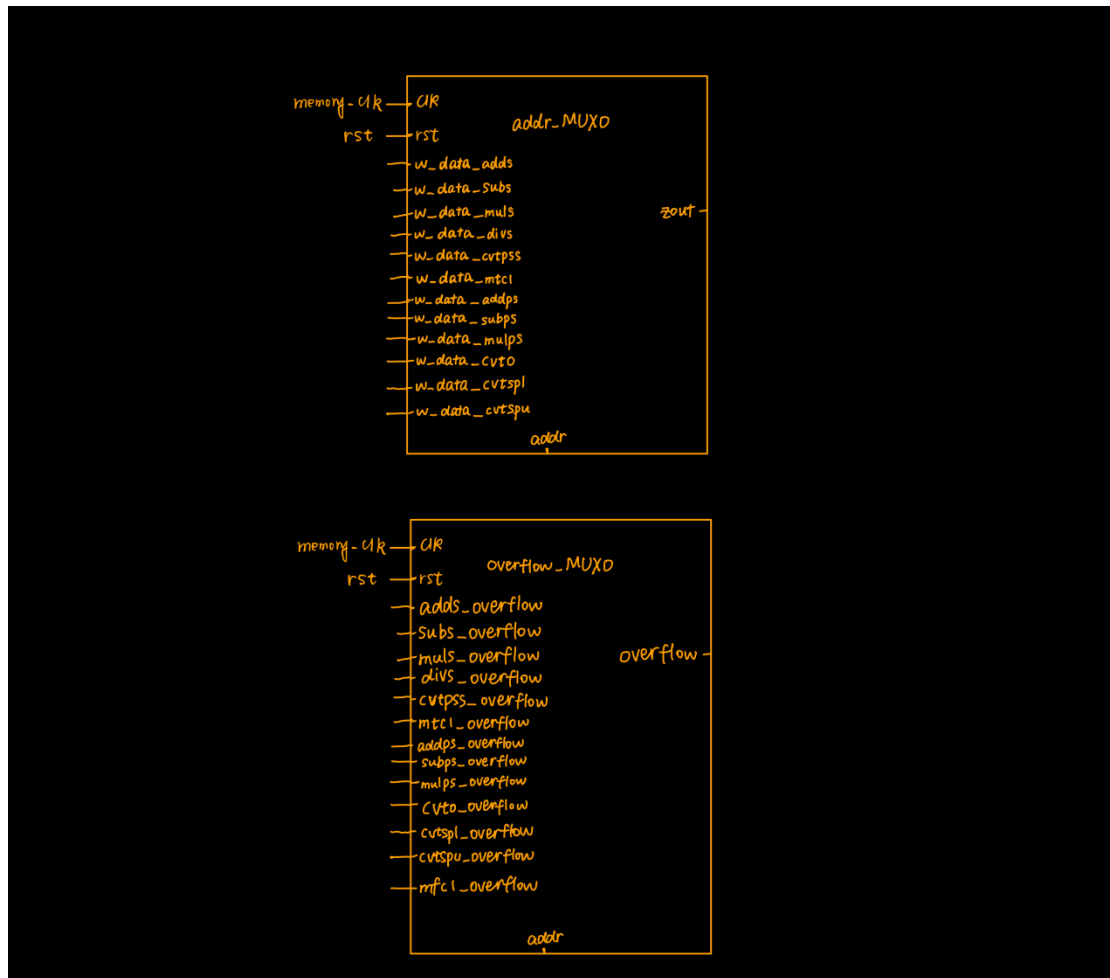 memory-clk clk
addr_MUX0
rst rst
w_data_adds
w_data_subs
w_data_muls
zout
w_data_divs
w_data_cvtpss
w_data_mtc1
w_data_addps
w_data_subps
w_data_mulps
w_data_cvto
w_data_cvtspl
w_data_cvtspu
addr
memory-clk clk
overflow_MUX0
rst rst
adds_overflow
subs_overflow
muls_overflow
overflow
divs_overflow
cvtpss_overflow
mtc1_overflow
addps_overflow
subps_overflow
mulps_overflow
cvto_overflow
cvtspl_overflow
cvtspu_overflow
mfc1_overflow
addr